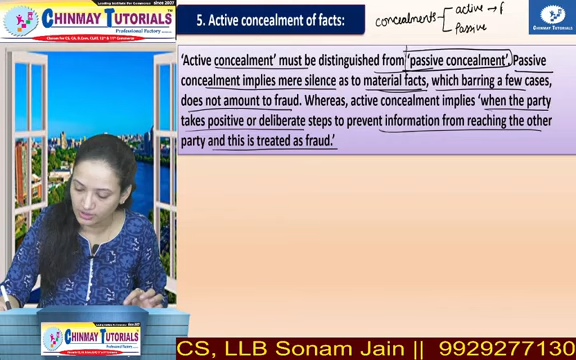 since 2007
Leading Institute For Commerce
CHINMAY TUTORIALS
Professional Factory
Classes for CS, B.Com, CLAT, 12th & 11th Commerce
5. Active concealment of facts:
concealments - active → f
Passive
'Active concealment' must be distinguished from 'passive concealment'. Passive
concealment implies mere silence as to material facts, which barring a few cases,
does not amount to fraud. Whereas, active concealment implies 'when the party
takes positive or deliberate steps to prevent information from reaching the other
party and this is treated as fraud.'
CHINMAY TUTORIALS
CHINMAY TUTORIALS
CS, LLB Sonam Jain || 9929277130